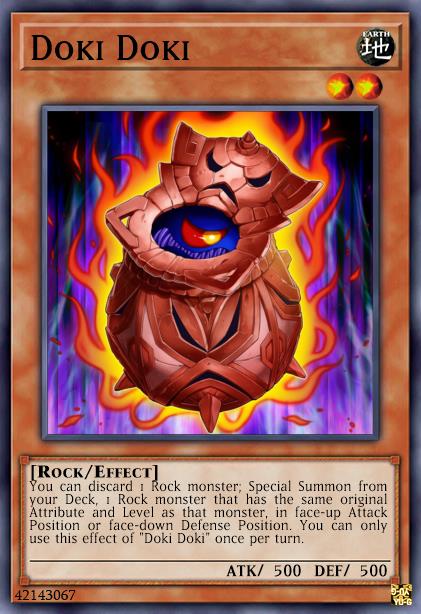 DOKI DOKI
EARTH
地
[ROCK/EFFECT]
You can discard 1 Rock monster; Special Summon from
your Deck, 1 Rock monster that has the same original
Attribute and Level as that monster, in face-up Attack
Position or face-down Defense Position. You can only
use this effect of "Doki Doki" once per turn.
ATK/ 500 DEF/ 500
42143067